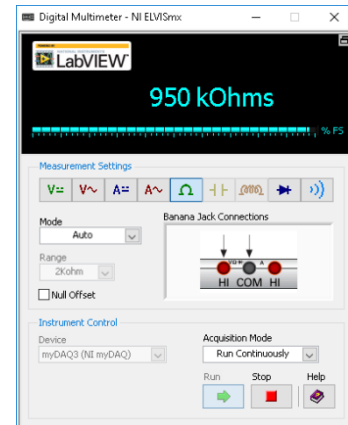 Digital Multimeter - NI ELVISmx
LabVIEW
950 kOhms
% FS
Measurement Settings
V= V~ A= A~ Ω
Mode
Banana Jack Connections
Auto
Range
2Kohm
HI COM HI
Null Offset
Instrument Control
Device
Acquisition Mode
myDAQ3 (NI myDAQ)
Run Continuously
Run Stop Help